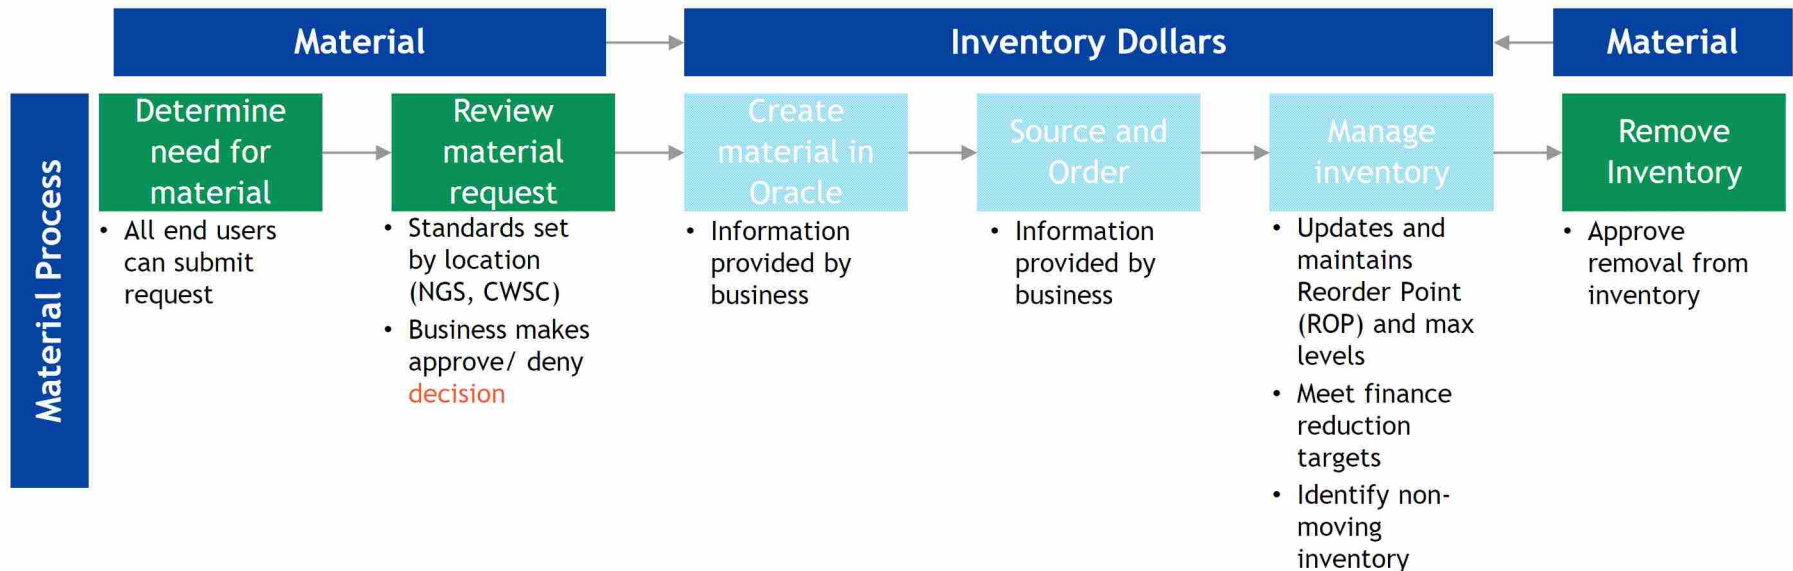 Material
Inventory Dollars
Material
Material Process
Determine
need for
material
Review
material
request
Create
material in
Oracle
Source and
Order
Manage
inventory
Remove
Inventory
• All end users
can submit
request
• Standards set
by location
(NGS, CWSC)
• Business makes
approve/ deny
decision
• Information
provided by
business
• Information
provided by
business
• Updates and
maintains
Reorder Point
(ROP) and max
levels
• Meet finance
reduction
targets
• Identify non-
moving
inventory
• Approve
removal from
inventory